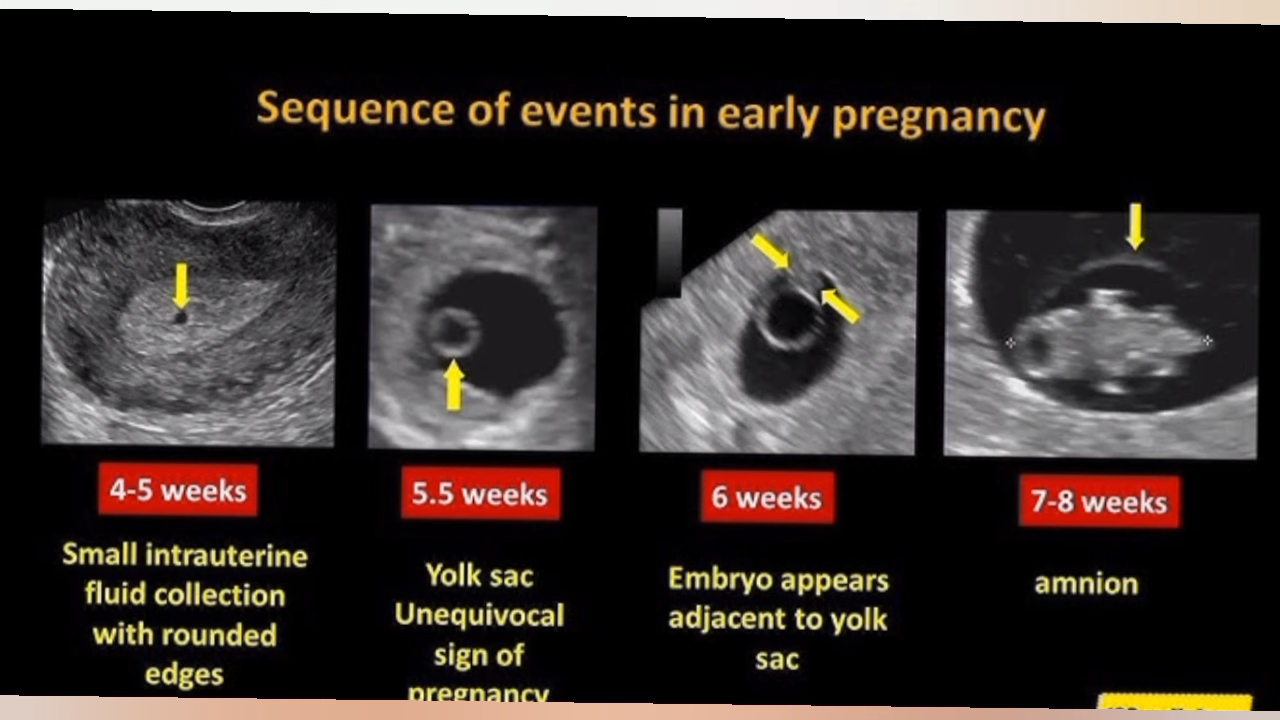 Sequence of events in early pregnancy
4-5 weeks
Small intrauterine
fluid collection
with rounded
edges
5.5 weeks
Yolk sac
Unequivocal
sign of
pregnancy
6 weeks
Embryo appears
adjacent to yolk
sac
7-8 weeks
amnion